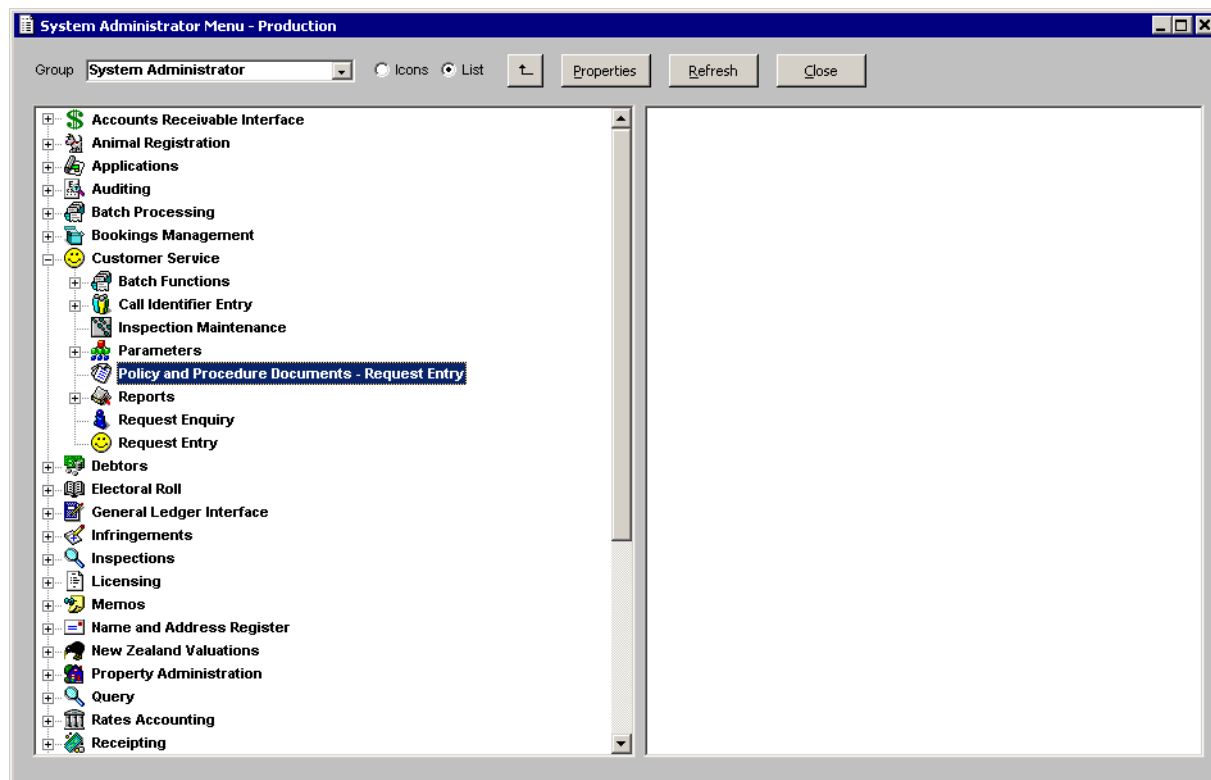 System Administrator Menu - Production
Group System Administrator Icons List Properties Refresh Close
Accounts Receivable Interface
Animal Registration
Applications
Auditing
Batch Processing
Bookings Management
Customer Service
Batch Functions
Call Identifier Entry
Inspection Maintenance
Parameters
Policy and Procedure Documents - Request Entry
Reports
Request Enquiry
Request Entry
Debtors
Electoral Roll
General Ledger Interface
Infringements
Inspections
Licensing
Memos
Name and Address Register
New Zealand Valuations
Property Administration
Query
Rates Accounting
Receipting